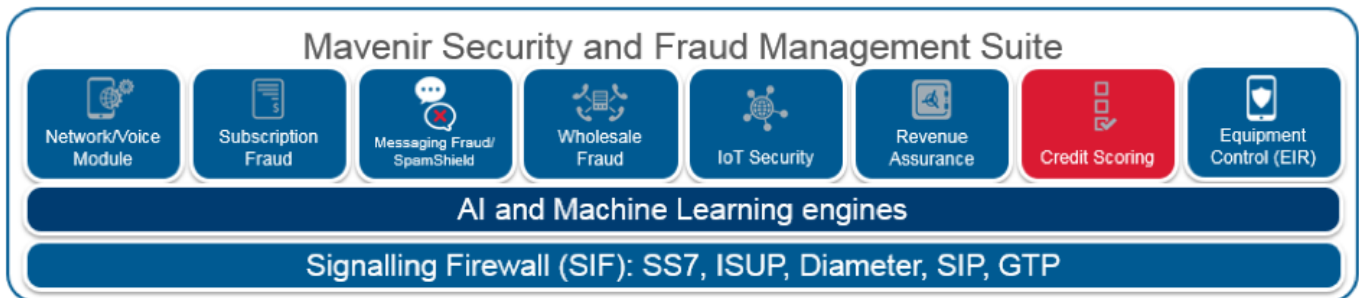 Mavenir Security and Fraud Management Suite
Network/Voice
Module
Subscription
Fraud
Messaging Fraud/
SpamShield
Wholesale
Fraud
IoT Security
Revenue
Assurance
Credit Scoring
Equipment
Control (EIR)
AI and Machine Learning engines
Signalling Firewall (SIF): SS7, ISUP, Diameter, SIP, GTP